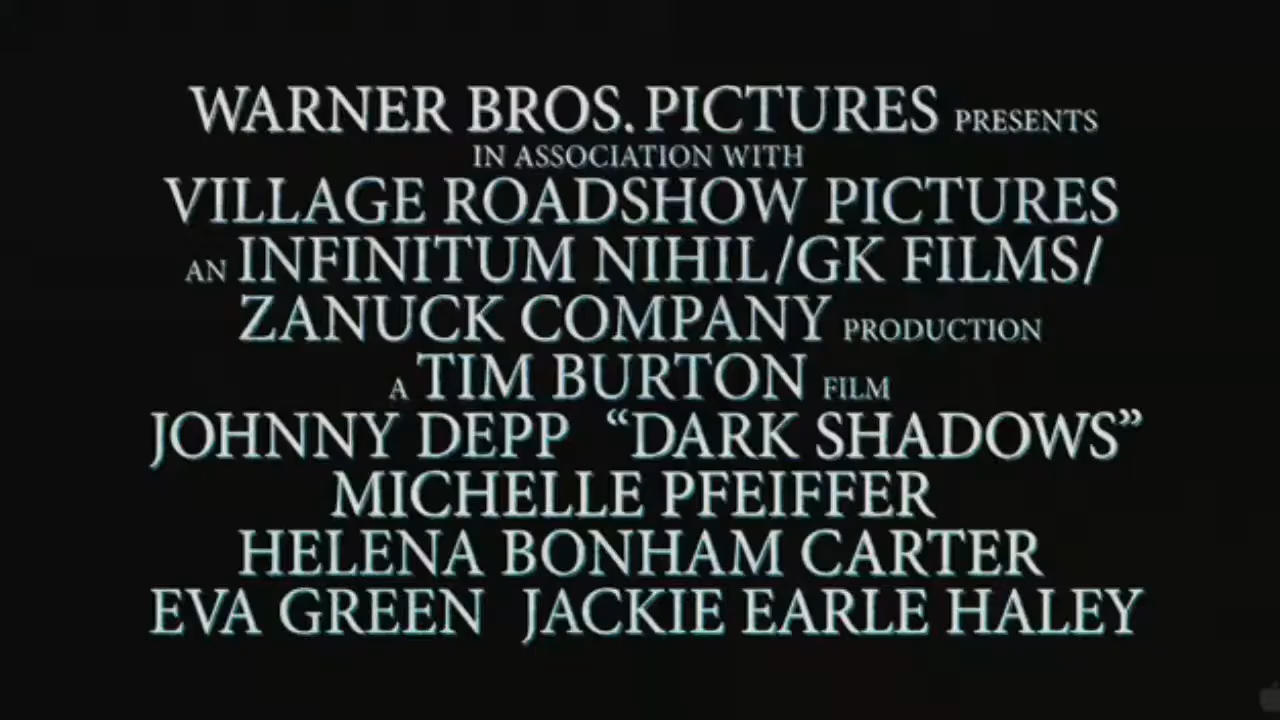 WARNER BROS. PICTURES PRESENTS
IN ASSOCIATION WITH
VILLAGE ROADSHOW PICTURES
AN INFINITUM NIHIL/GK FILMS/
ZANUCK COMPANY PRODUCTION
A TIM BURTON FILM
JOHNNY DEPP “DARK SHADOWS”
MICHELLE PFEIFFER
HELENA BONHAM CARTER
EVA GREEN JACKIE EARLE HALEY